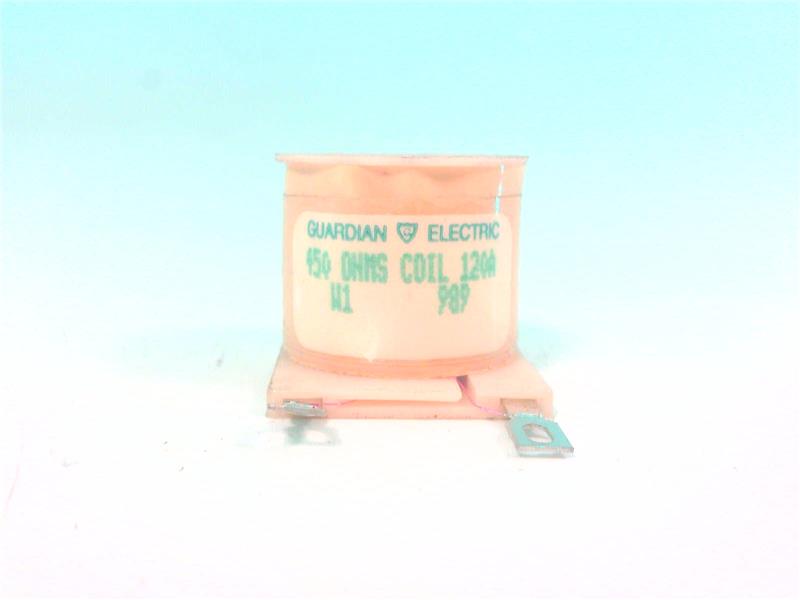 GUARDIAN ELECTRIC
450 OHMS COIL 120A
W1 989